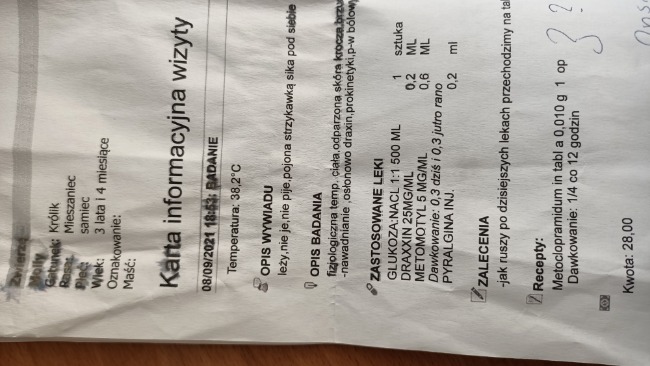 Gatunek: Królik
Rasa: Mieszaniec
Płeć: samiec
Wiek: 3 lata i 4 miesiące
Oznakowanie:
Maść:
Karta informacyjna wizyty
08/09/2021 18:53: BADANIE
Temperatura: 38,2°C
OPIS WYWIADU
leży,nie je,nie pije,pojona strzykawką sika pod siebie
OPIS BADANIA
fizjologiczna temp. ciała,odparzona skóra krocza,
-nawadnianie ,osłonowo draxin,prokinetyki,p-w bólowy
ZASTOSOWANE LEKI
GLUKOZA:NACL 1:1 500 ML 1 sztuka
DRAXXIN 25MG/ML 0,2 ML
METOMOTYL 5 MG/ML 0,6 ML
Dawkowanie: 0,3 dziś i 0,3 jutro rano
PYRALGINA INJ. 0,2 ml
ZALECENIA
-jak ruszy po dzisiejszych lekach przechodzimy na
Recepty:
Metoclopramidum in tabl a 0,010 g 1 op
Dawkowanie: 1/4 co 12 godzin
3 ?
Kwota: 28,00